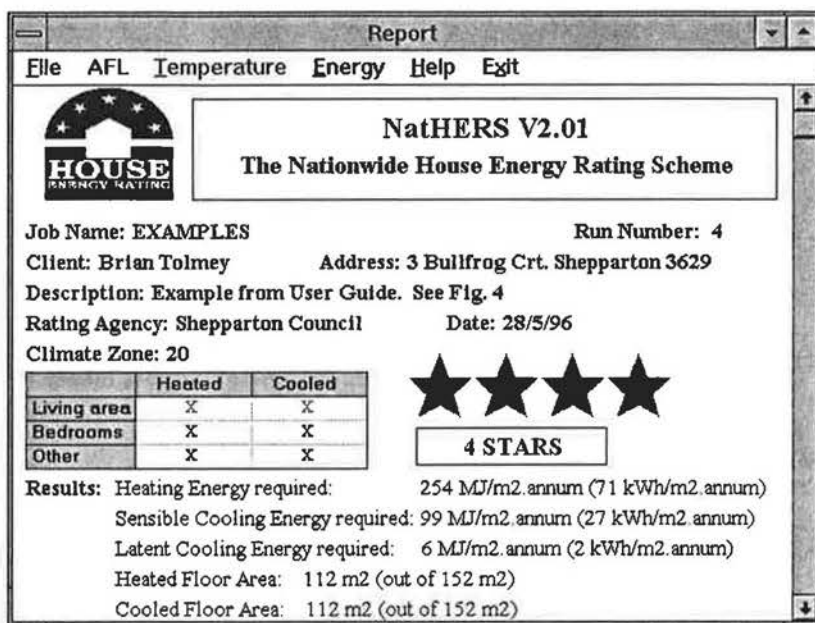 Report
File AFL Temperature Energy Help Exit
HOUSE
ENERGY RATING
NatHERS V2.01
The Nationwide House Energy Rating Scheme
Job Name: EXAMPLES Run Number: 4
Client: Brian Tolmey Address: 3 Bullfrog Crt. Shepparton 3629
Description: Example from User Guide. See Fig. 4
Rating Agency: Shepparton Council Date: 28/5/96
Climate Zone: 20
Heated Cooled
Living area X X
Bedrooms X X
Other X X
4 STARS
Results: Heating Energy required: 254 MJ/m2.annum (71 kWh/m2.annum)
Sensible Cooling Energy required: 99 MJ/m2.annum (27 kWh/m2.annum)
Latent Cooling Energy required: 6 MJ/m2.annum (2 kWh/m2.annum)
Heated Floor Area: 112 m2 (out of 152 m2)
Cooled Floor Area: 112 m2 (out of 152 m2)